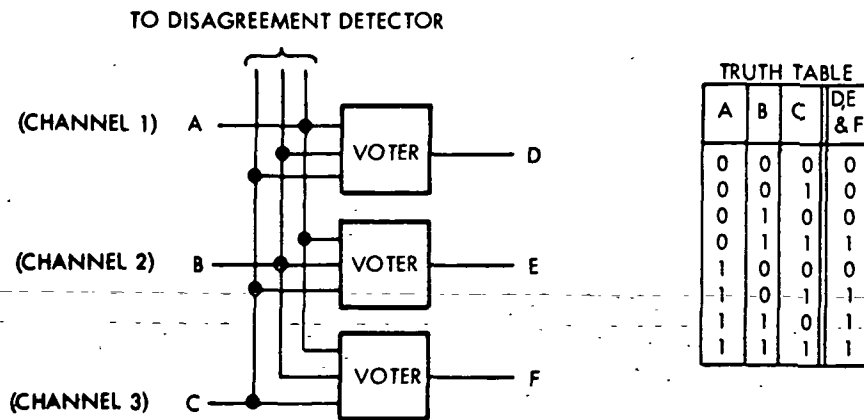 TO DISAGREEMENT DETECTOR
(CHANNEL 1) A
VOTER
D
(CHANNEL 2) B
VOTER
E
(CHANNEL 3) C
VOTER
F
TRUTH TABLE
A B C D,E & F
0 0 0 0
0 0 1 0
0 1 0 0
0 1 1 1
1 0 0 0
1 0 1 1
1 1 0 1
1 1 1 1